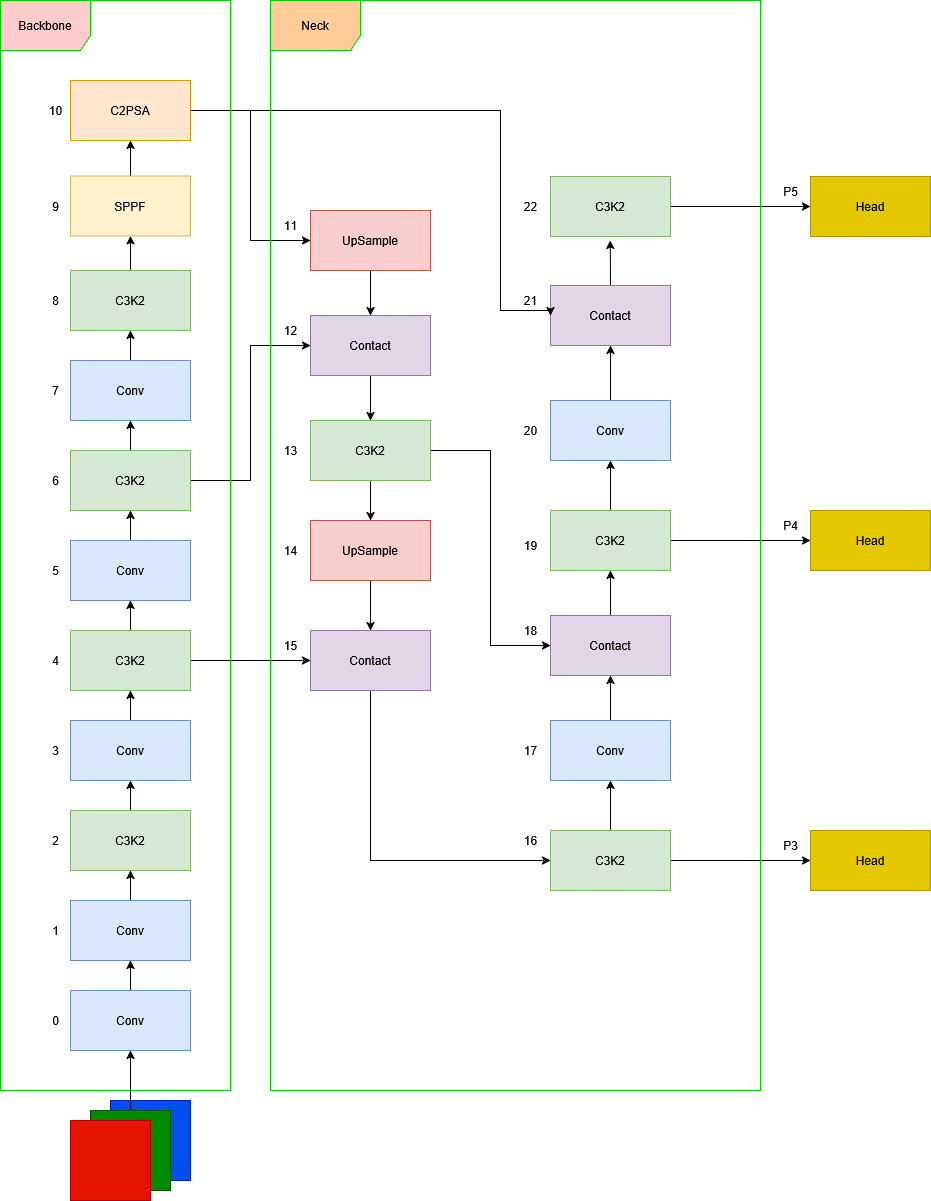 Backbone
Neck
10 C2PSA
9 SPPF
8 C3K2
7 Conv
6 C3K2
5 Conv
4 C3K2
3 Conv
2 C3K2
1 Conv
0 Conv
11 UpSample
12 Contact
13 C3K2
14 UpSample
15 Contact
22 C3K2
21 Contact
20 Conv
19 C3K2
18 Contact
17 Conv
16 C3K2
P5 Head
P4 Head
P3 Head